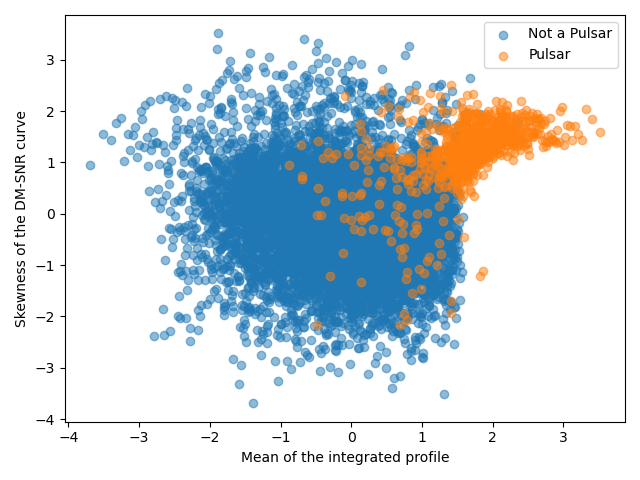 Not a Pulsar
Pulsar
Skewness of the DM-SNR curve
3
2
1
0
−1
−2
−3
−4
−4 −3 −2 −1 0 1 2 3
Mean of the integrated profile